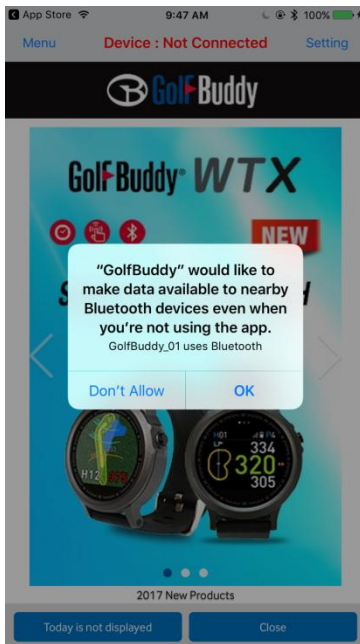 App Store 9:47 AM 100%
Menu Device : Not Connected Setting
GolfBuddy
GolfBuddy WTX
NEW
"GolfBuddy" would like to
make data available to nearby
Bluetooth devices even when
you're not using the app.
GolfBuddy_01 uses Bluetooth
Don't Allow OK
H01 P4
334
320
305
H12
2017 New Products
Today is not displayed Close